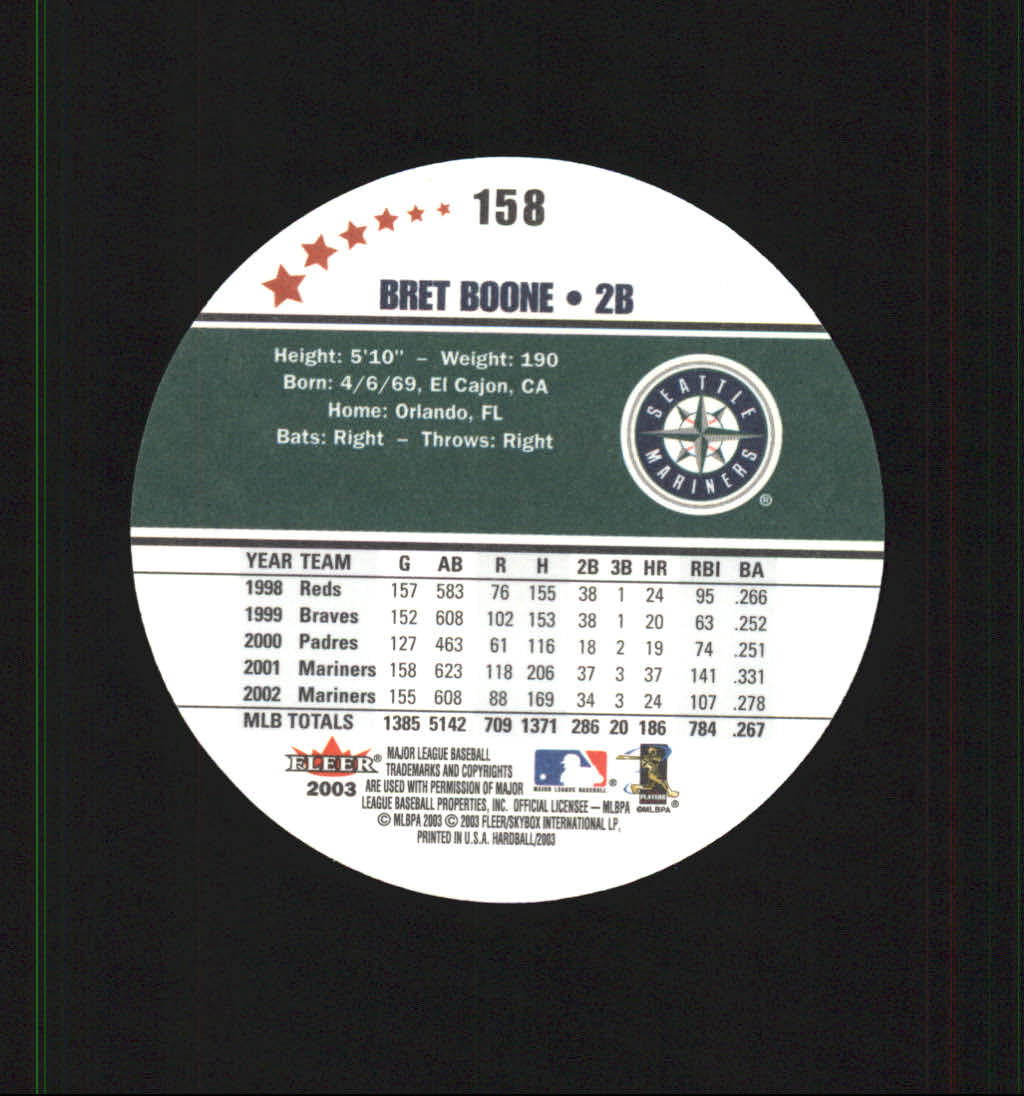 158
BRET BOONE • 2B
Height: 5'10" – Weight: 190
Born: 4/6/69, El Cajon, CA
Home: Orlando, FL
Bats: Right – Throws: Right
SEATTLE
MARINERS
®
YEAR TEAM G AB R H 2B 3B HR RBI BA
1998 Reds 157 583 76 155 38 1 24 95 .266
1999 Braves 152 608 102 153 38 1 20 63 .252
2000 Padres 127 463 61 116 18 2 19 74 .251
2001 Mariners 158 623 118 206 37 3 37 141 .331
2002 Mariners 155 608 88 169 34 3 24 107 .278
MLB TOTALS 1385 5142 709 1371 286 20 186 784 .267
FLEER®
2003
MAJOR LEAGUE BASEBALL
TRADEMARKS AND COPYRIGHTS
ARE USED WITH PERMISSION OF MAJOR
LEAGUE BASEBALL PROPERTIES, INC. OFFICIAL LICENSEE — MLBPA
© MLBPA 2003 © 2003 FLEER/SKYBOX INTERNATIONAL LP,
PRINTED IN U.S.A. HARDBALL/2003
MAJOR LEAGUE BASEBALL ®
PLAYERS
©MLBPA ®